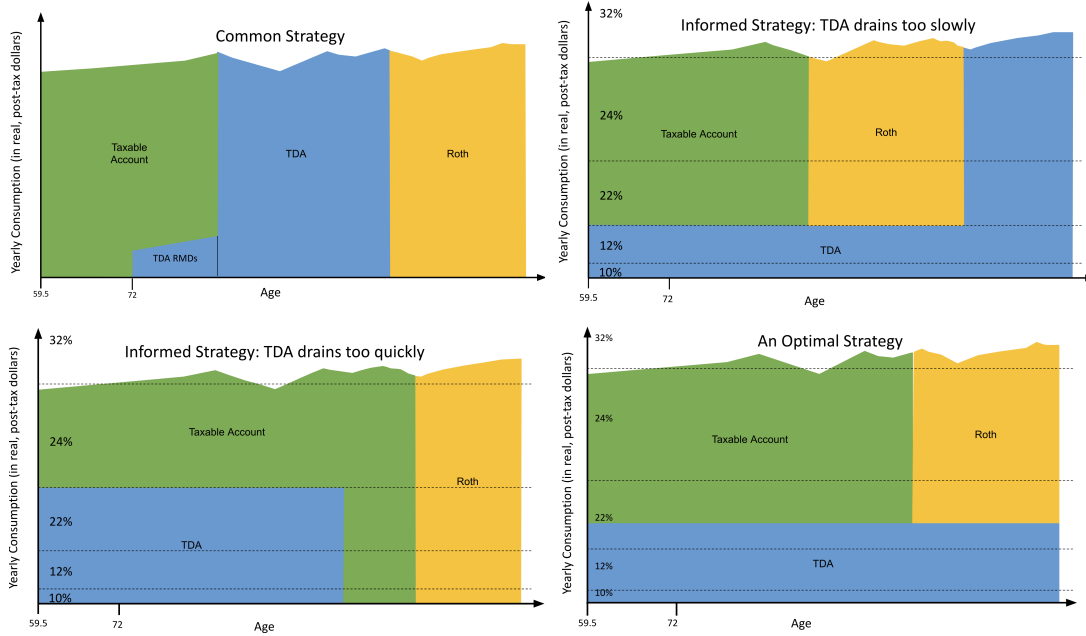 Common Strategy
Yearly Consumption (in real, post-tax dollars)
Taxable
Account
TDA
Roth
TDA RMDs
59.5
72
Age
Informed Strategy: TDA drains too slowly
Yearly Consumption (in real, post-tax dollars)
32%
24%
22%
12%
10%
Taxable Account
Roth
TDA
59.5
72
Age
Informed Strategy: TDA drains too quickly
Yearly Consumption (in real, post-tax dollars)
32%
24%
22%
12%
10%
Taxable Account
Roth
TDA
59.5
72
Age
An Optimal Strategy
Yearly Consumption (in real, post-tax dollars)
32%
24%
22%
12%
10%
Taxable Account
Roth
TDA
59.5
72
Age